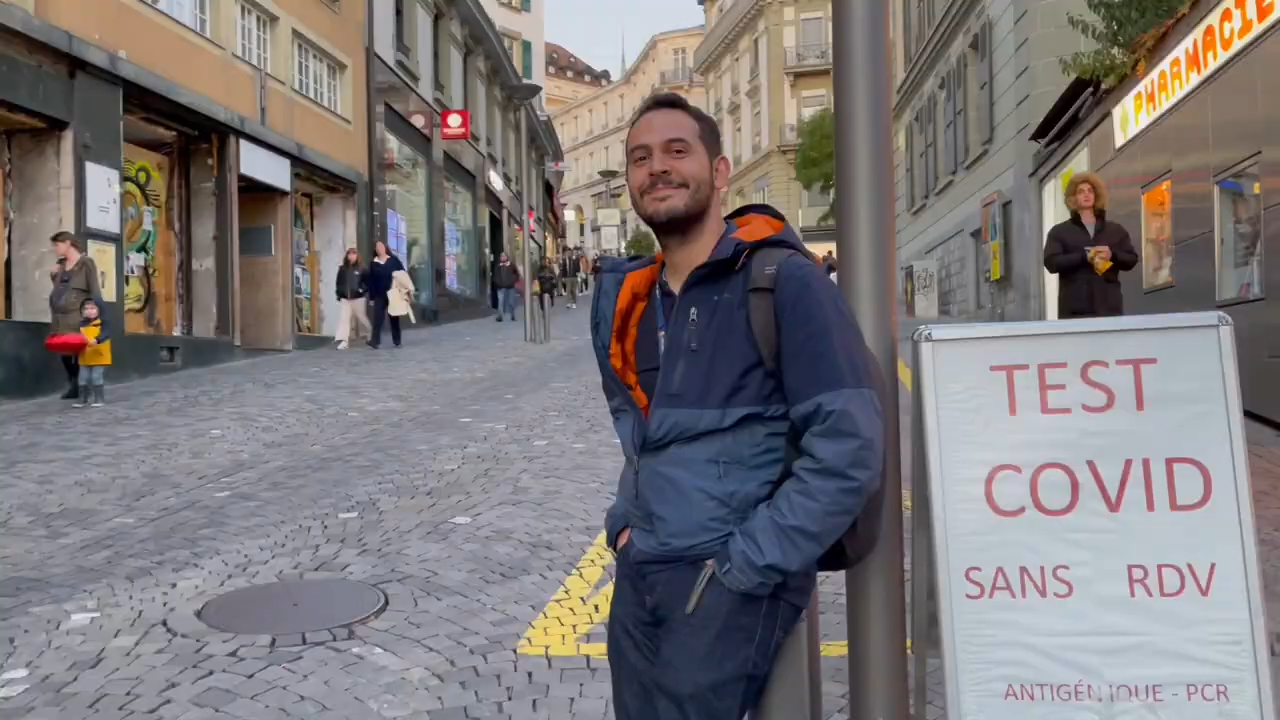 PHARMACIE
TEST
COVID
SANS RDV
ANTIGÉNIQUE - PCR